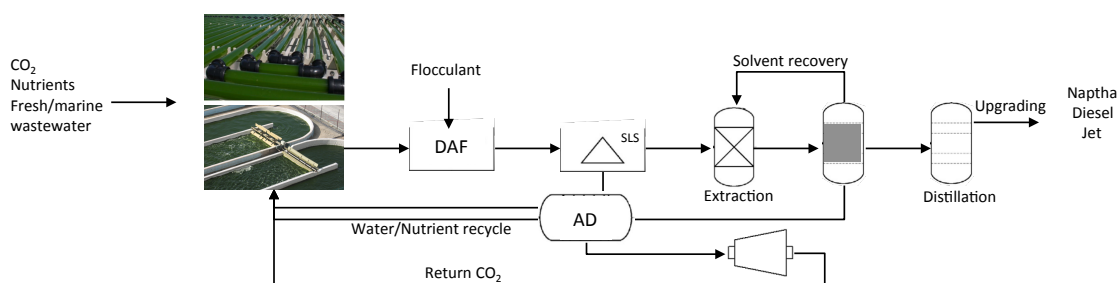 CO₂
Nutrients
Fresh/marine
wastewater
Flocculant
DAF
SLS
Solvent recovery
Extraction
Distillation
Upgrading
Naptha
Diesel
Jet
AD
Water/Nutrient recycle
Return CO₂